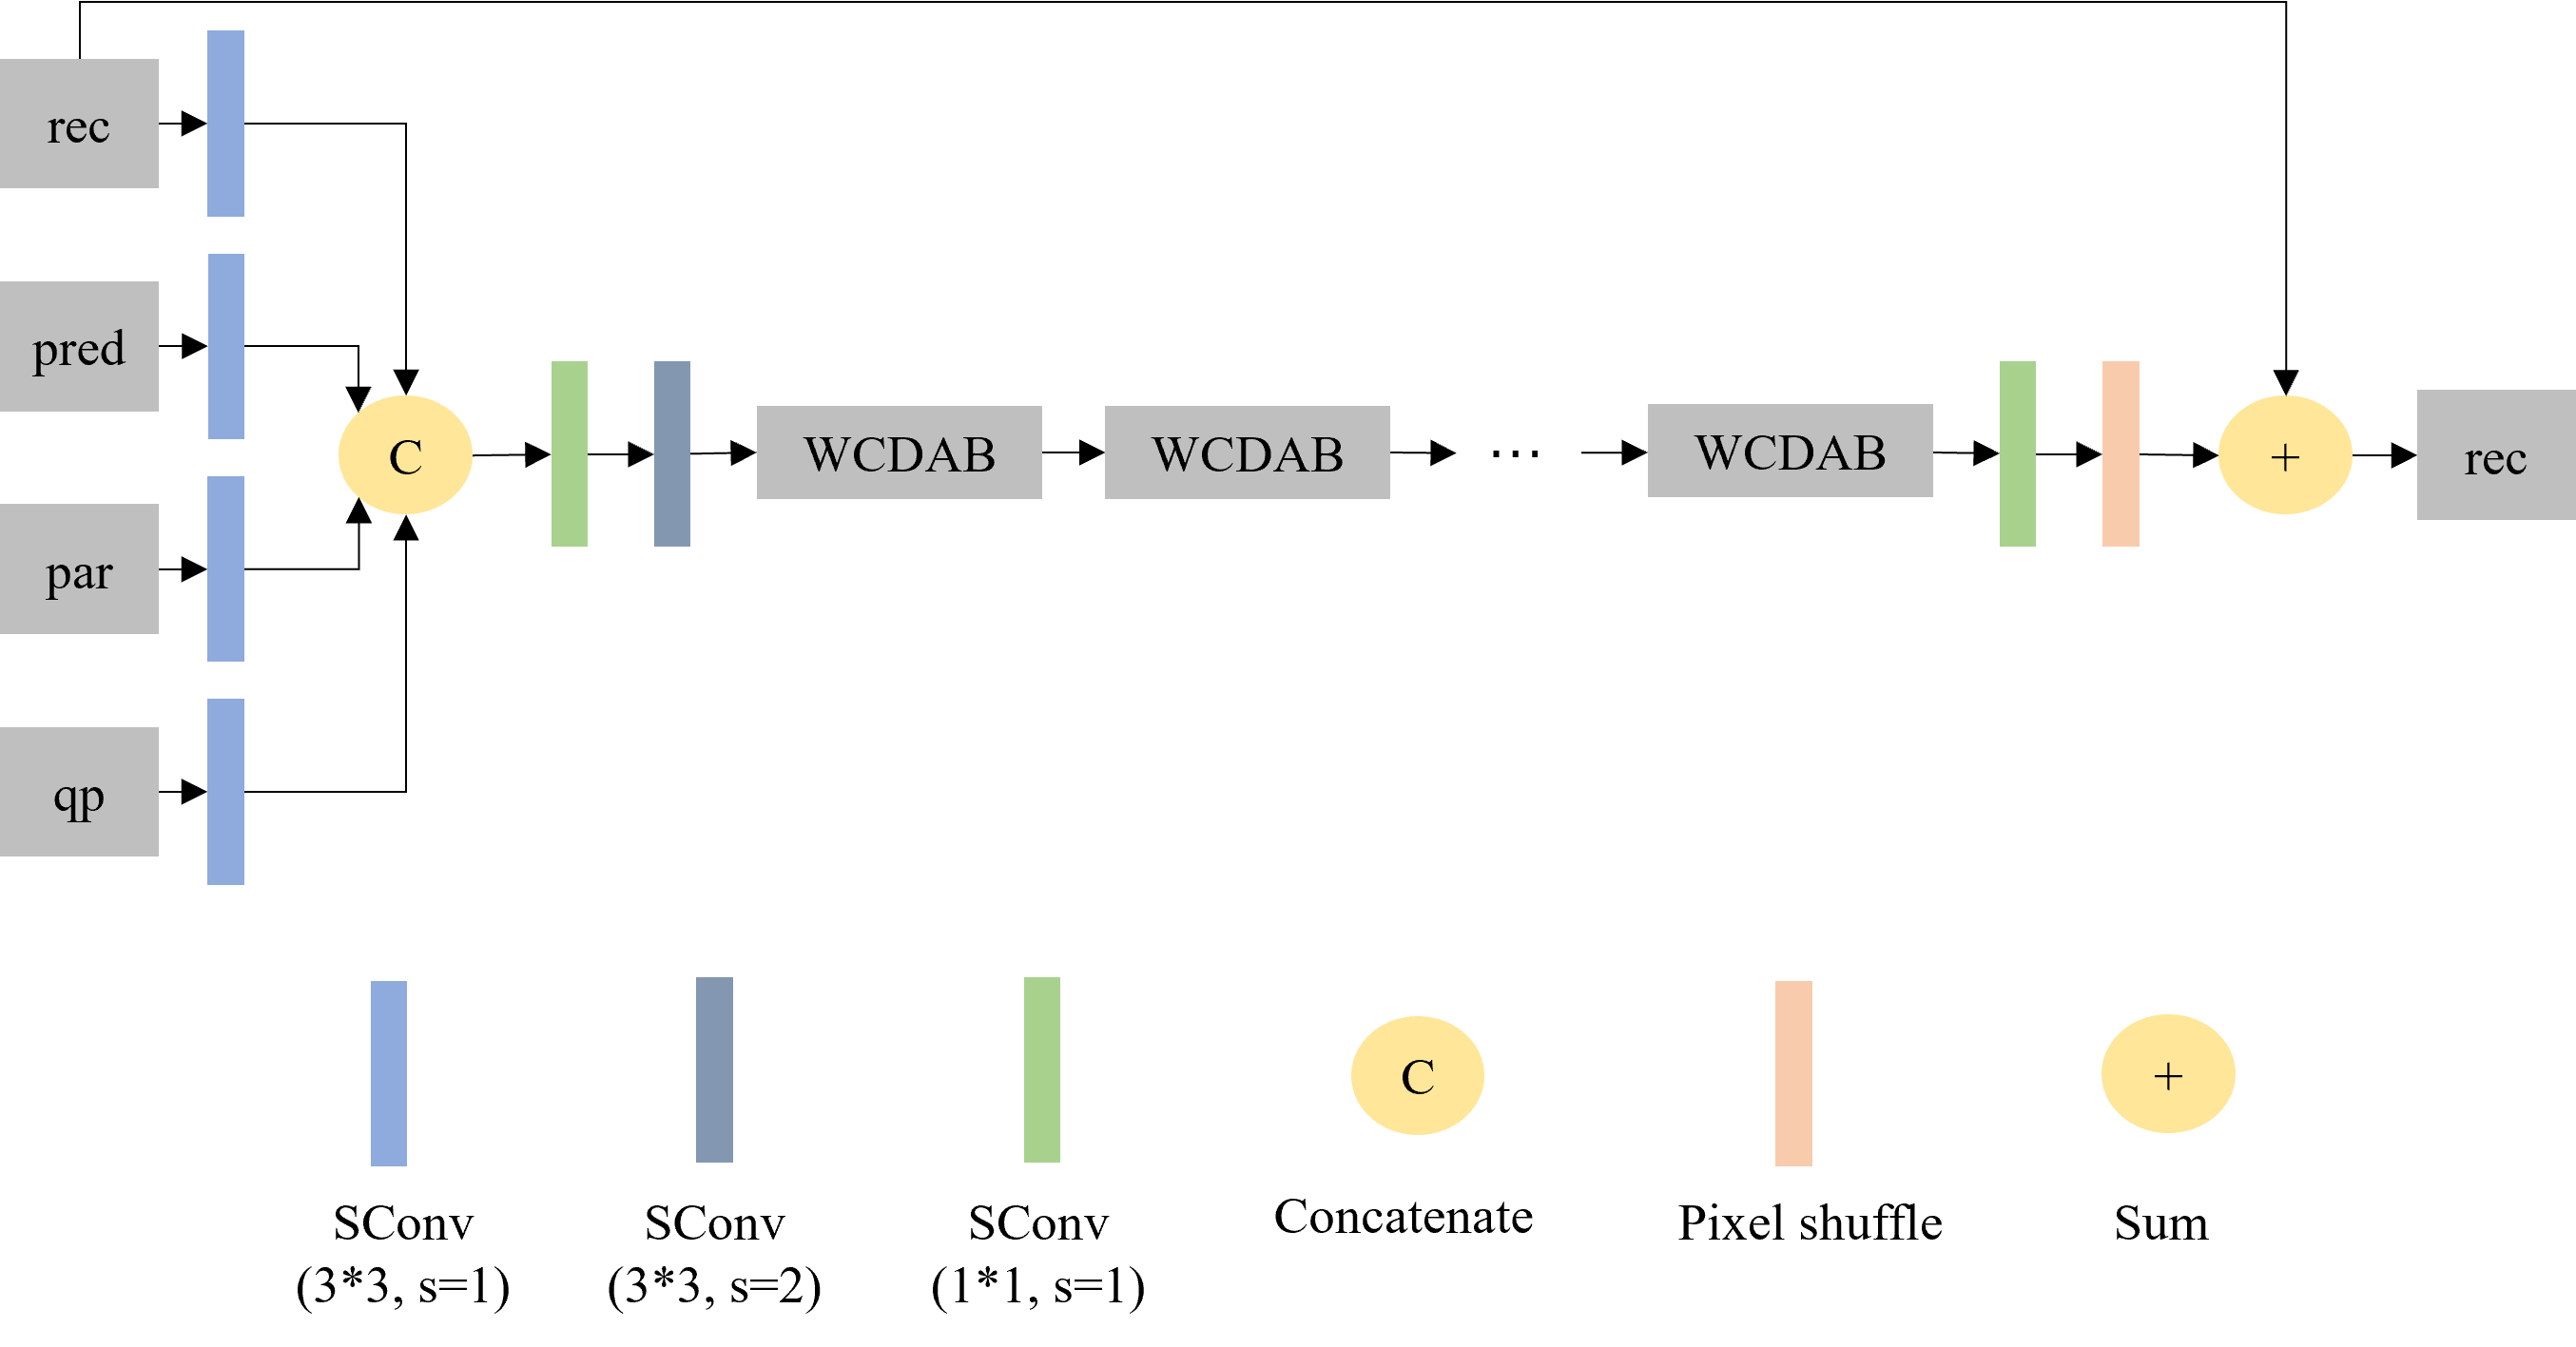 rec
pred
par
qp
C
WCDAB
WCDAB
...
WCDAB
+
rec
C
+
SConv
(3*3, s=1)
SConv
(3*3, s=2)
SConv
(1*1, s=1)
Concatenate
Pixel shuffle
Sum